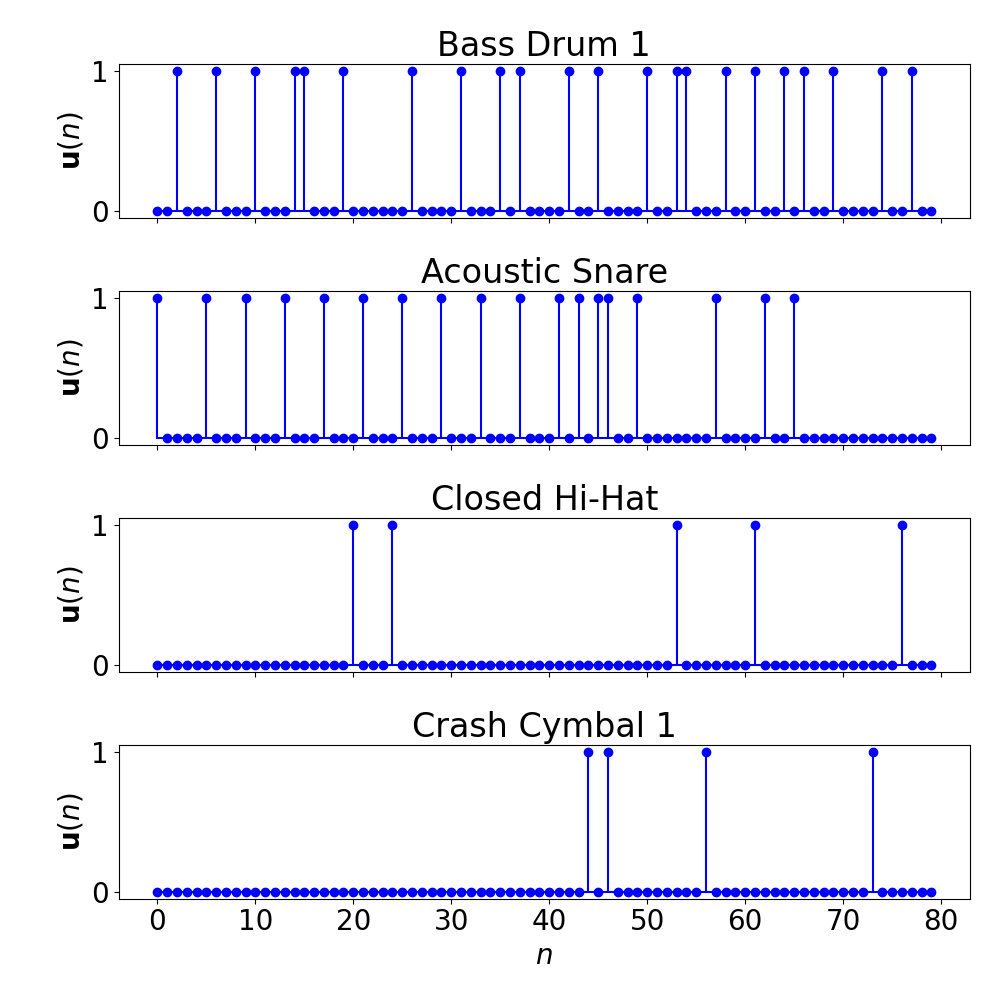 Bass Drum 1
1
u(n)
0
Acoustic Snare
1
u(n)
0
Closed Hi-Hat
1
u(n)
0
Crash Cymbal 1
1
u(n)
0
0 10 20 30 40 50 60 70 80
n